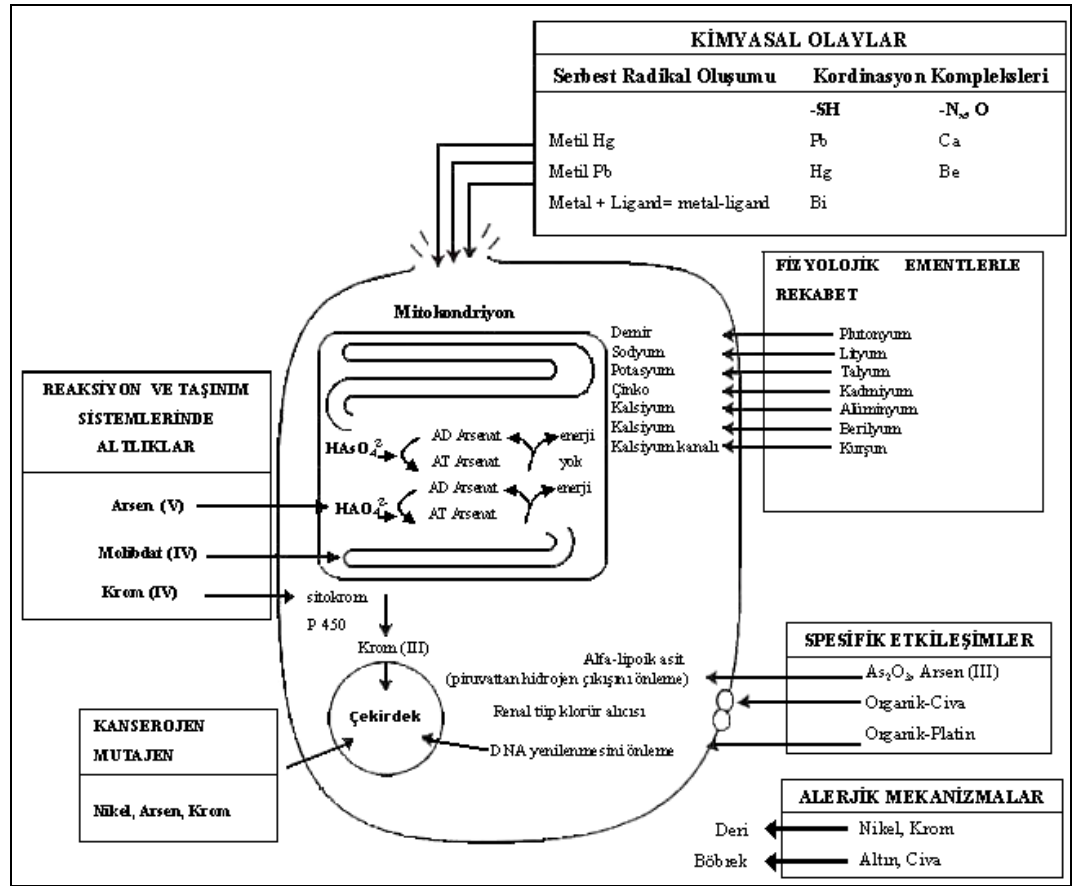 KİMYASAL OLAYLAR
Serbest Radikal Oluşumu Kordinasyon Kompleksleri
-SH -Nₓ, O
Metil Hg Pb Ca
Metil Pb Hg Be
Metal + Ligand= metal-ligand Bi
FİZYOLOJİK EMENTLERLE
REKABET
Demir Plutonyum
Sodyum Lityum
Potasyum Talyum
Çinko Kadmiyum
Kalsiyum Alüminyum
Kalsiyum Berilyum
Kalsiyum kanalı Kurşun
Mitokondriyon
HAsO₄²⁻
AD Arsenat enerji
AT Arsenat yok
HAO₄²⁻
AD Arsenat enerji
AT Arsenat
REAKSİYON VE TAŞINIM
SİSTEMLERİNDE
ALTLIKLAR
Arsen (V)
Molibdat (IV)
Krom (IV)
sitokrom
P 450
Krom (III)
Çekirdek
Alfa-lipoik asit
(piruvattan hidrojen çıkışını önleme)
Renal tüp klorür alıcısı
DNA yenilenmesini önleme
SPESİFİK ETKİLEŞİMLER
As₂O₃, Arsen (III)
Organik-Civa
Organik-Platin
KANSEROJEN
MUTAJEN
Nikel, Arsen, Krom
ALERJİK MEKANİZMALAR
Deri Nikel, Krom
Böbrek Altın, Civa